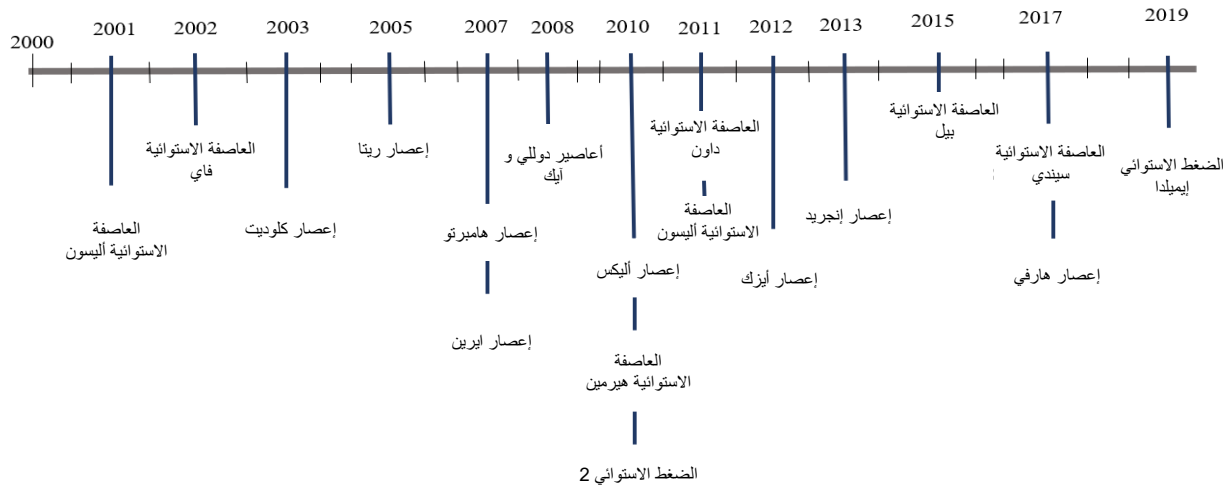 2000
2001
2002
2003
2005
2007
2008
2010
2011
2012
2013
2015
2017
2019
العاصفة
الاستوائية أليسون
العاصفة الاستوائية
فاي
إعصار كلوديت
إعصار ريتا
إعصار هامبرتو
إعصار ايرين
أعاصير دوللي و
آيك
إعصار أليكس
العاصفة
الاستوائية هيرمين
الضغط الاستوائي 2
العاصفة الاستوائية
داون
العاصفة
الاستوائية أليسون
إعصار أيزك
إعصار إنجريد
العاصفة الاستوائية
بيل
العاصفة الاستوائية
سيندي
إعصار هارفي
الضغط الاستوائي
إيميلدا